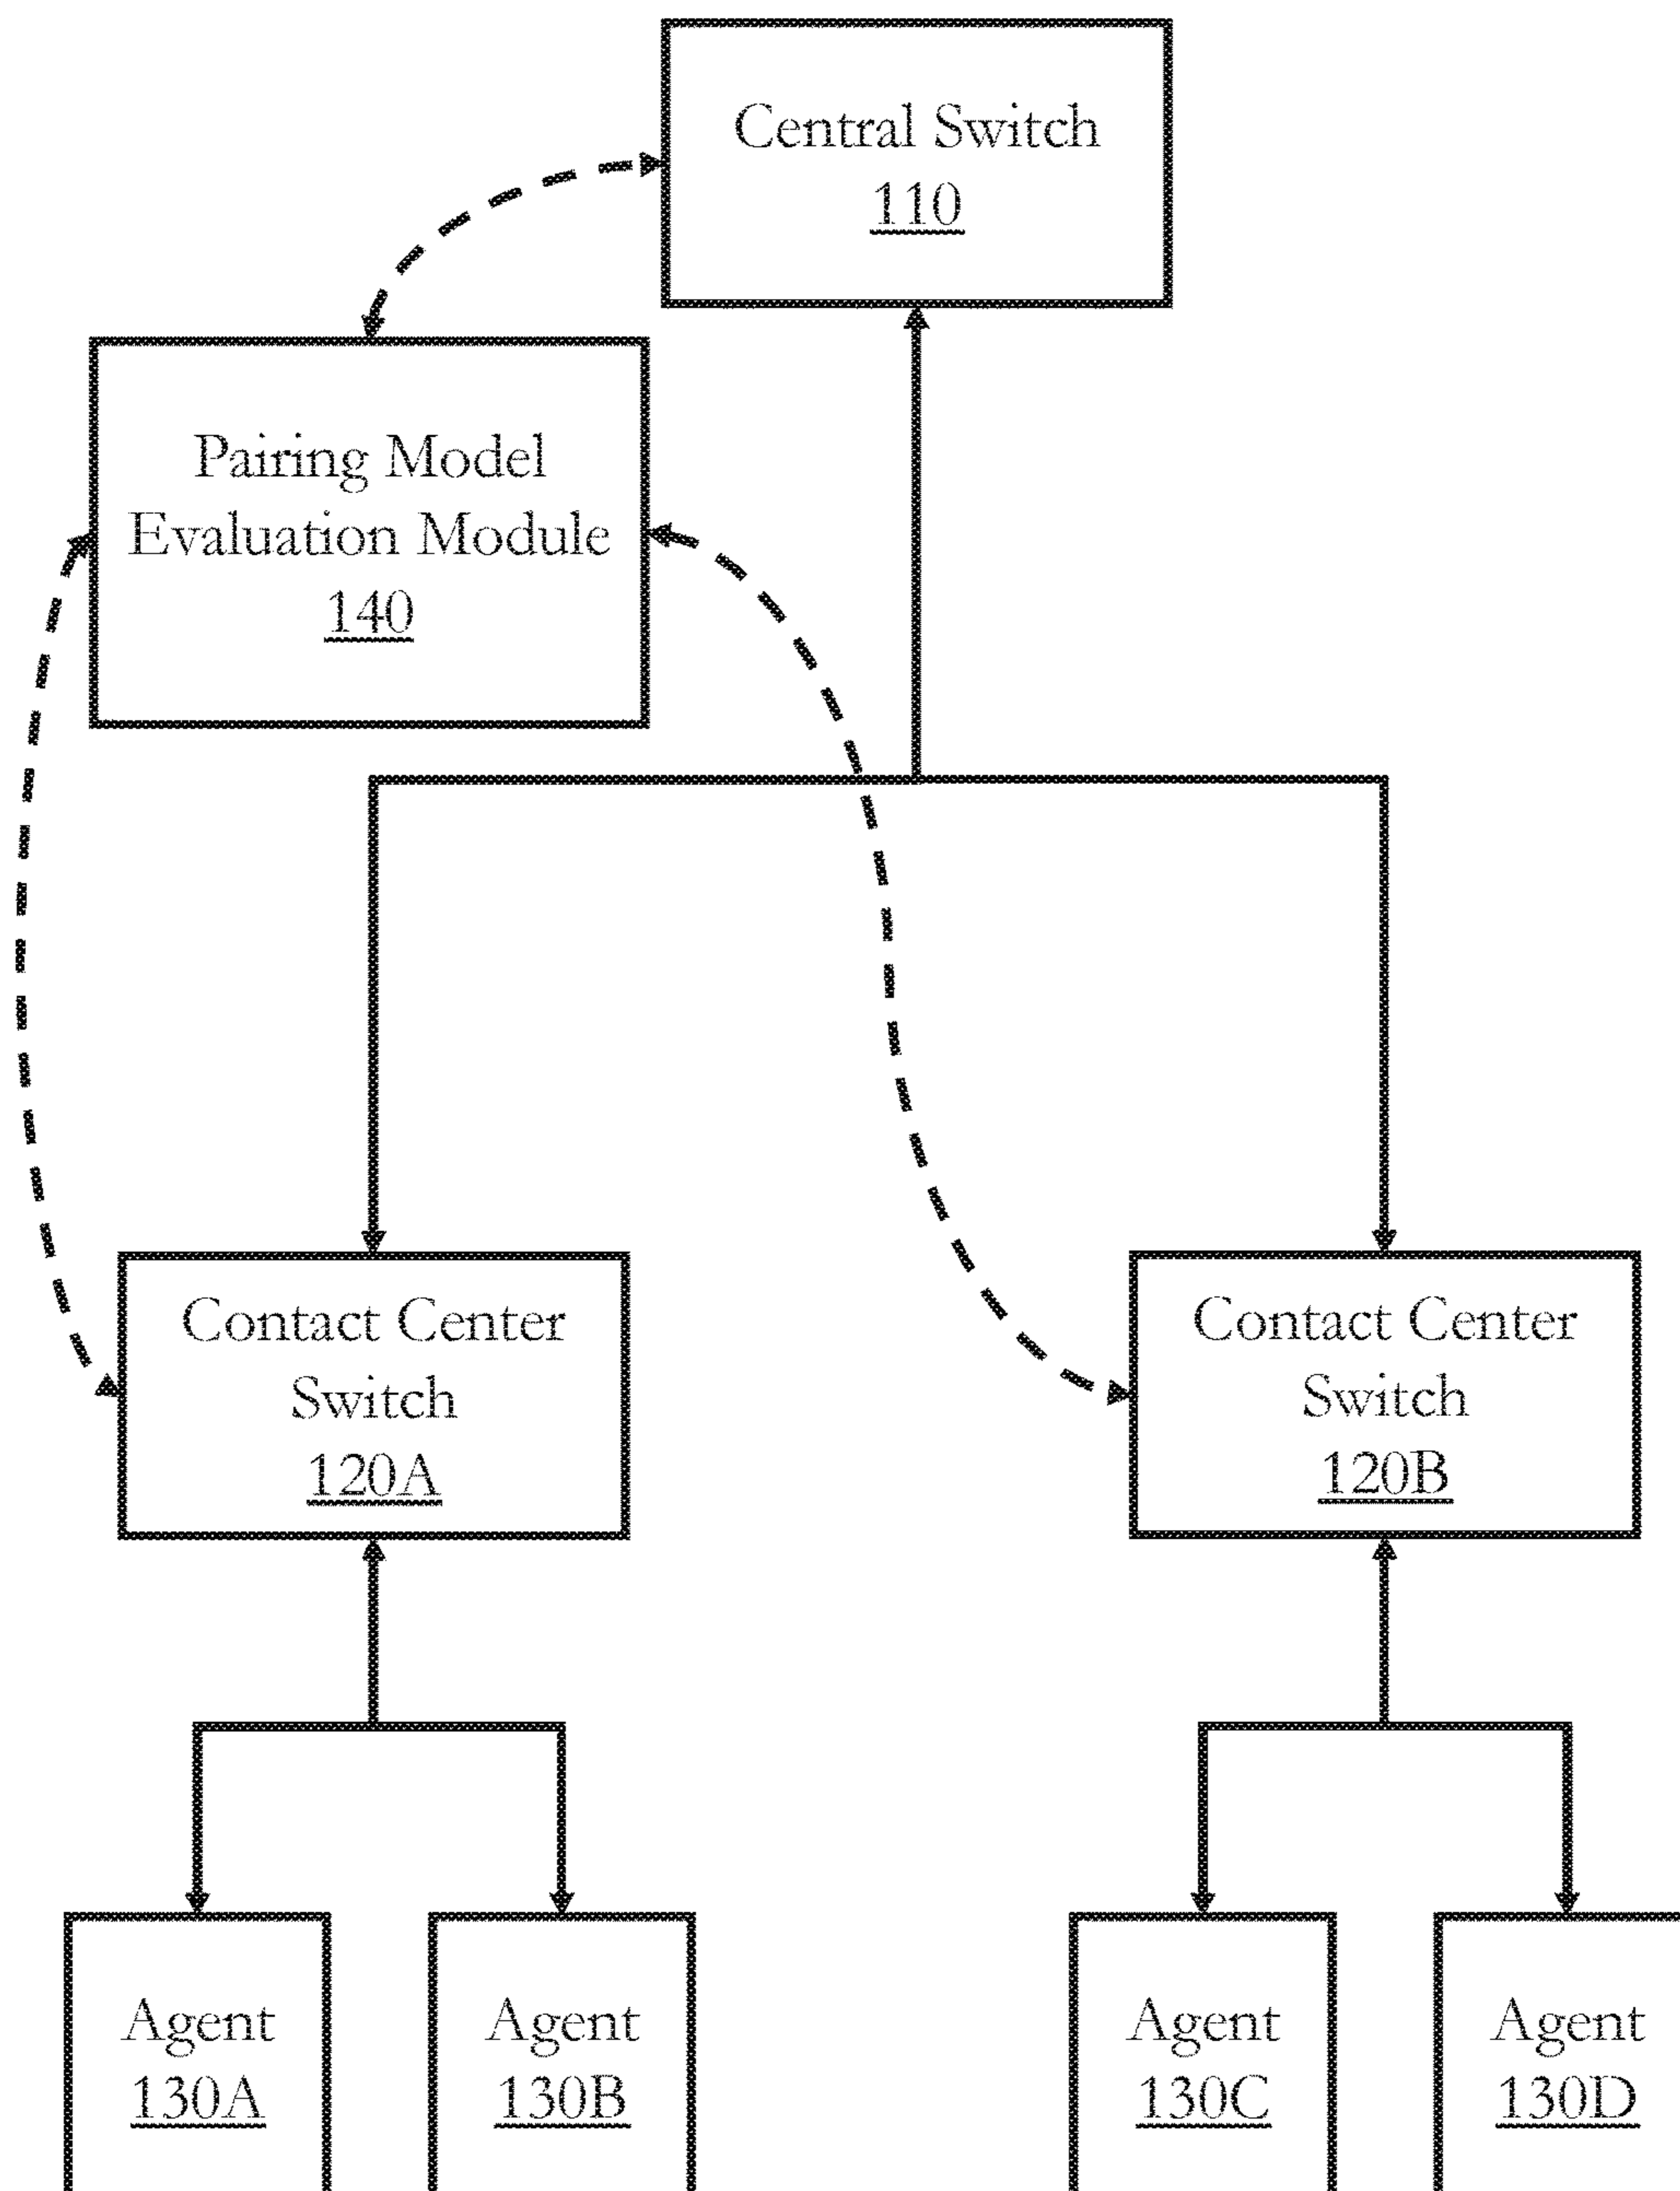 Central Switch
110
Pairing Model
Evaluation Module
140
Contact Center
Switch
120A
Contact Center
Switch
120B
Agent
130A
Agent
130B
Agent
130C
Agent
130D